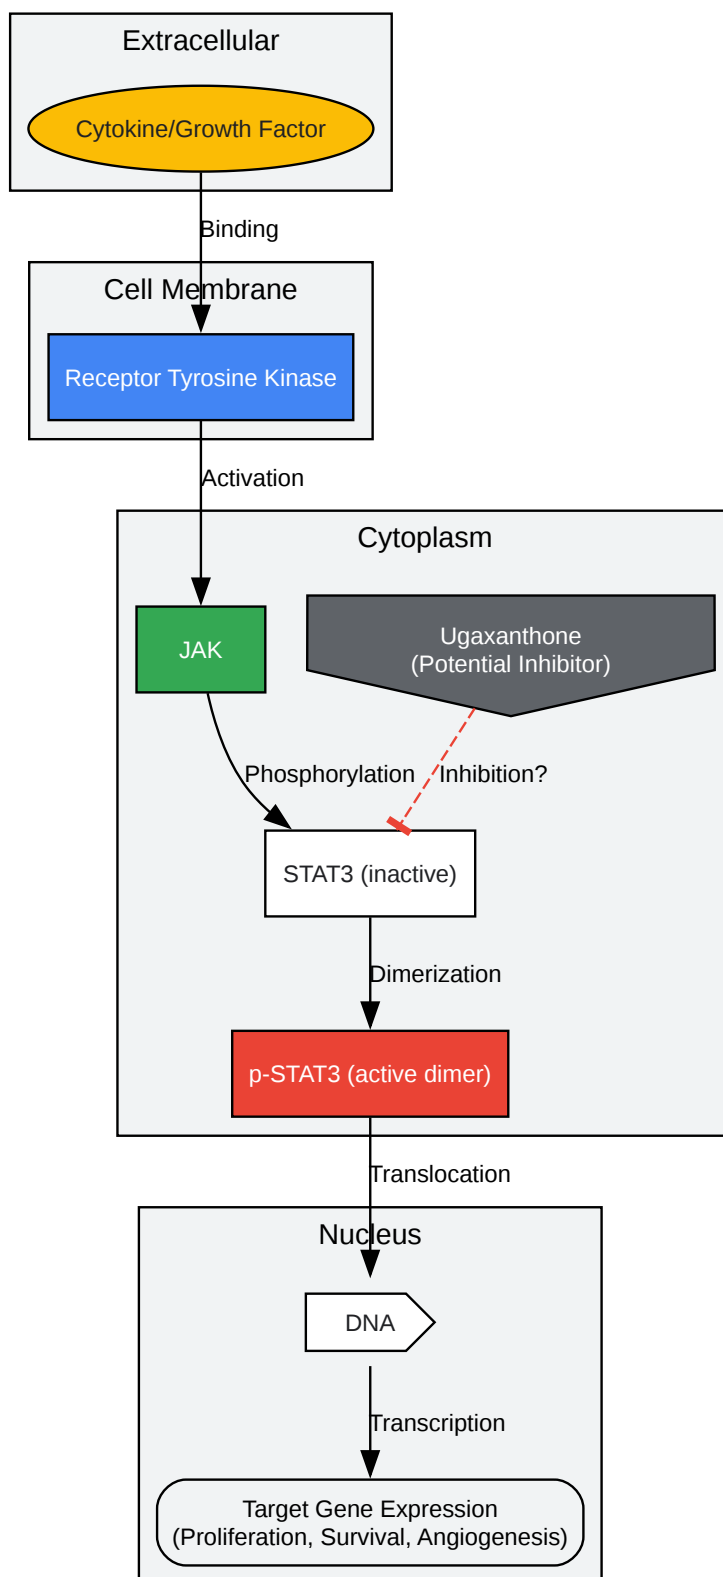 Extracellular
Cytokine/Growth Factor
Binding
Cell Membrane
Receptor Tyrosine Kinase
Activation
Cytoplasm
JAK
Ugaxanthone
(Potential Inhibitor)
Phosphorylation
Inhibition?
STAT3 (inactive)
Dimerization
p-STAT3 (active dimer)
Translocation
Nucleus
DNA
Transcription
Target Gene Expression
(Proliferation, Survival, Angiogenesis)